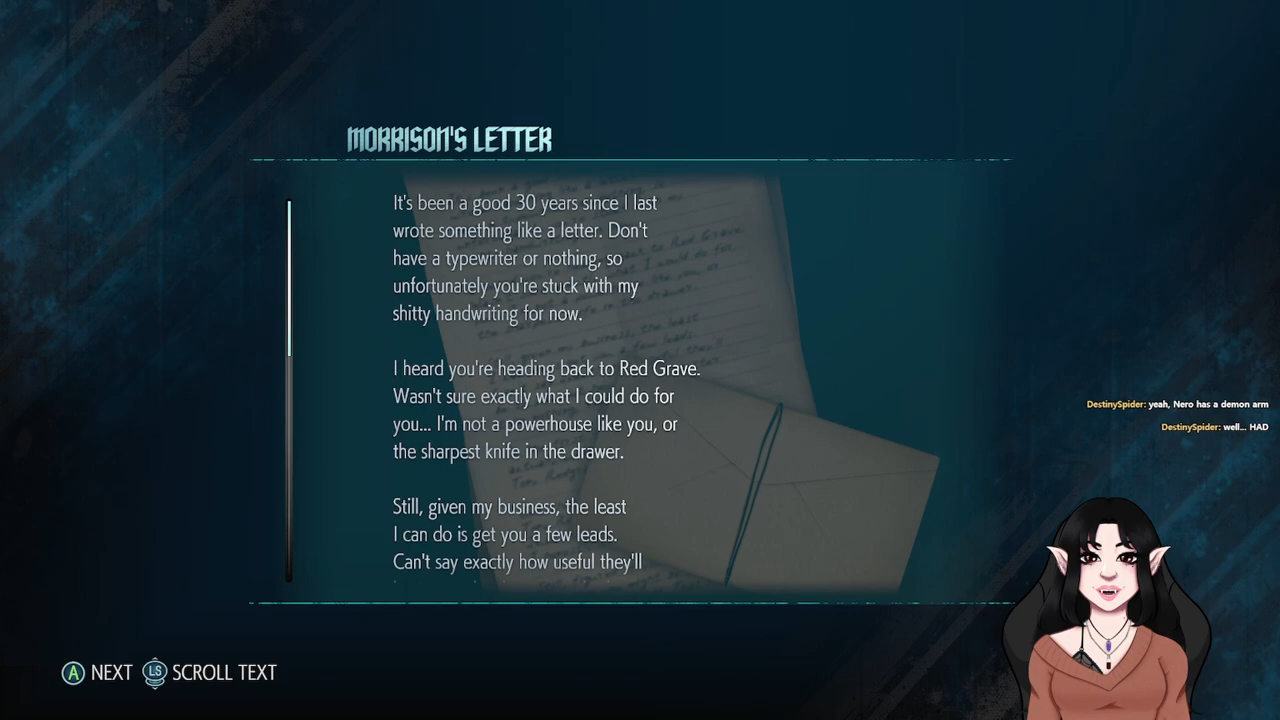 MORRISON'S LETTER
It's been a good 30 years since I last
wrote something like a letter. Don't
have a typewriter or nothing, so
unfortunately you're stuck with my
shitty handwriting for now.
I heard you're heading back to Red Grave.
Wasn't sure exactly what I could do for
you... I'm not a powerhouse like you, or
the sharpest knife in the drawer.
Still, given my business, the least
I can do is get you a few leads.
Can't say exactly how useful they'll
DestinySpider: yeah, Nero has a demon arm
DestinySpider: well... HAD
A NEXT LS SCROLL TEXT